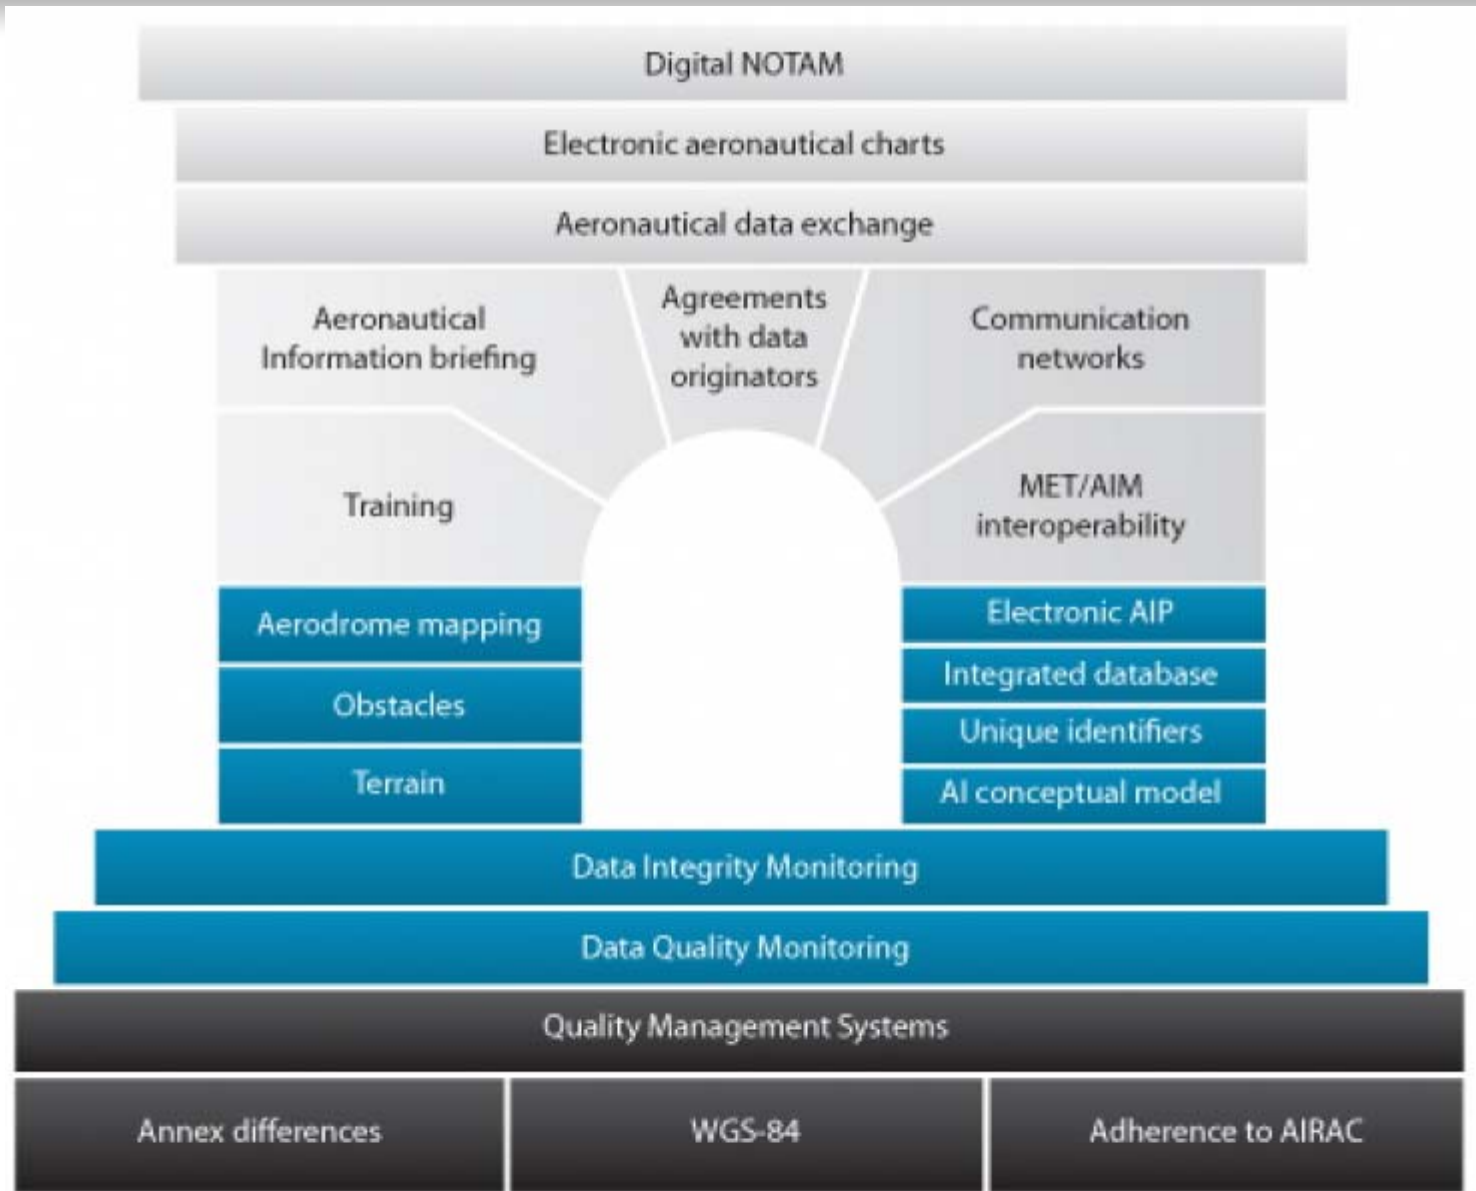 Digital NOTAM
Electronic aeronautical charts
Aeronautical data exchange
Aeronautical
Information briefing
Agreements
with data
originators
Communication
networks
Training
MET/AIM
interoperability
Aerodrome mapping
Obstacles
Terrain
Electronic AIP
Integrated database
Unique identifiers
AI conceptual model
Data Integrity Monitoring
Data Quality Monitoring
Quality Management Systems
Annex differences
WGS-84
Adherence to AIRAC